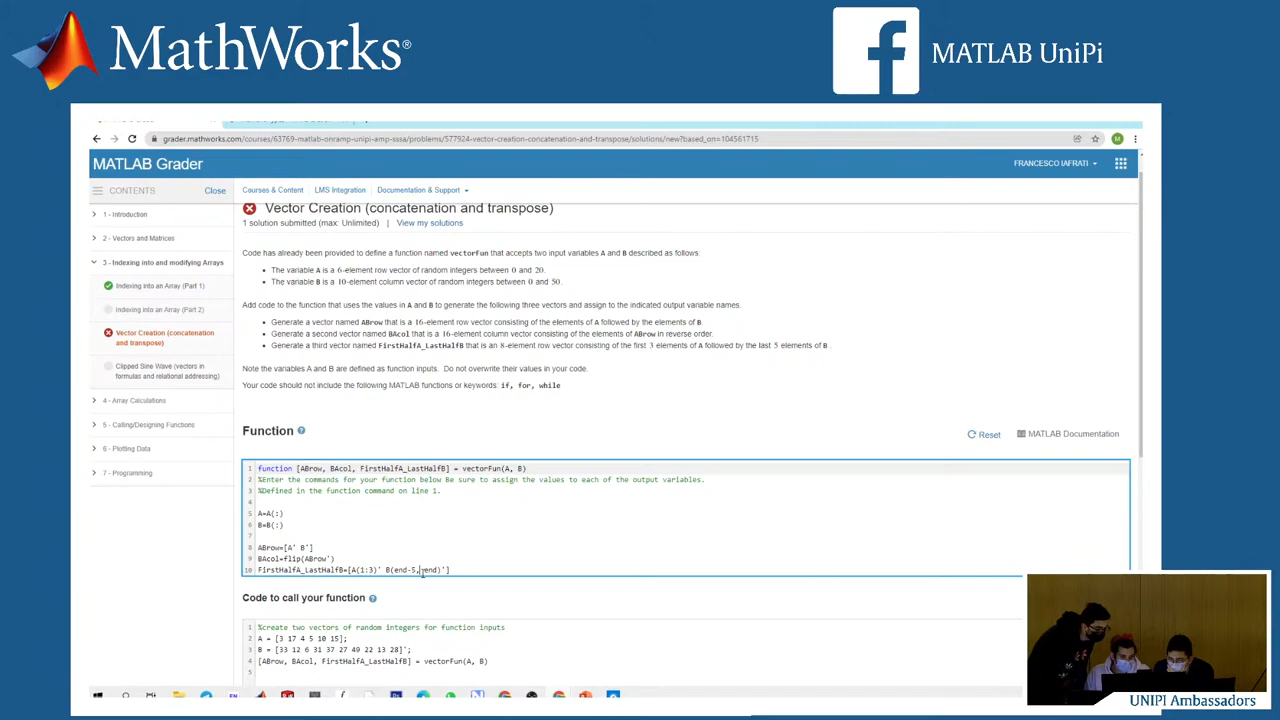 MathWorks®
MATLAB UniPi
grader.mathworks.com/courses/63769-matlab-onramp-unipi-amp-sssa/problems/577924-vector-creation-concatenation-and-transpose/solutions/new?based_on=104561715
MATLAB Grader
FRANCESCO IAFRATI
CONTENTS
Close
1 - Introduction
2 - Vectors and Matrices
3 - Indexing into and modifying Arrays
Indexing into an Array (Part 1)
Indexing into an Array (Part 2)
Vector Creation (concatenation
and transpose)
Clipped Sine Wave (vectors in
formulas and relational addressing)
4 - Array Calculations
5 - Calling/Designing Functions
6 - Plotting Data
7 - Programming
Courses & Content LMS Integration Documentation & Support
Vector Creation (concatenation and transpose)
1 solution submitted (max: Unlimited) | View my solutions
Code has already been provided to define a function named vectorFun that accepts two input variables A and B described as follows:
• The variable A is a 6-element row vector of random integers between 0 and 20.
• The variable B is a 10-element column vector of random integers between 0 and 50.
Add code to the function that uses the values in A and B to generate the following three vectors and assign to the indicated output variable names.
• Generate a vector named ABrow that is a 16-element row vector consisting of the elements of A followed by the elements of B.
• Generate a second vector named BAcol that is a 16-element column vector consisting of the elements of ABrow in reverse order.
• Generate a third vector named FirstHalfA_LastHalfB that is an 8-element row vector consisting of the first 3 elements of A followed by the last 5 elements of B .
Note the variables A and B are defined as function inputs. Do not overwrite their values in your code.
Your code should not include the following MATLAB functions or keywords: if, for, while
Function
Reset
MATLAB Documentation
1 function [ABrow, BAcol, FirstHalfA_LastHalfB] = vectorFun(A, B)
2 %Enter the commands for your function below Be sure to assign the values to each of the output variables.
3 %Defined in the function command on line 1.
4
5 A=A(:)
6 B=B(:)
7
8 ABrow=[A' B']
9 BAcol=flip(ABrow')
10 FirstHalfA_LastHalfB=[A(1:3)' B(end-5,end)']
Code to call your function
1 %create two vectors of random integers for function inputs
2 A = [3 17 4 5 10 15];
3 B = [33 12 6 31 37 27 49 22 13 28]';
4 [ABrow, BAcol, FirstHalfA_LastHalfB] = vectorFun(A, B)
5
UNIPI Ambassadors